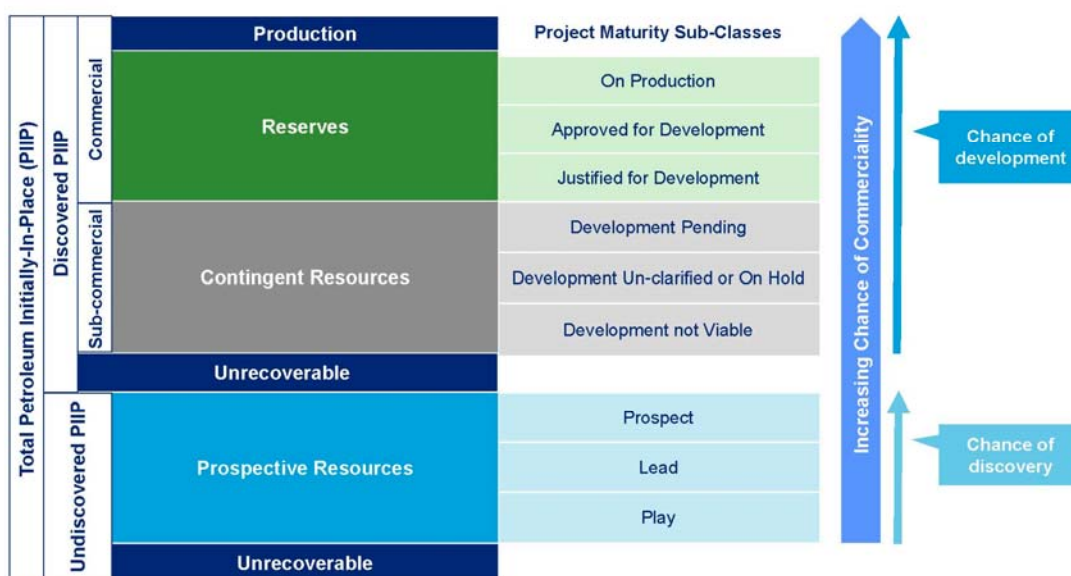 Total Petroleum Initially-In-Place (PIIP)
Discovered PIIP
Undiscovered PIIP
Commercial
Sub-commercial
Production
Project Maturity Sub-Classes
Reserves
On Production
Approved for Development
Justified for Development
Contingent Resources
Development Pending
Development Un-clarified or On Hold
Development not Viable
Unrecoverable
Prospective Resources
Prospect
Lead
Play
Unrecoverable
Increasing Chance of Commerciality
Chance of
development
Chance of
discovery